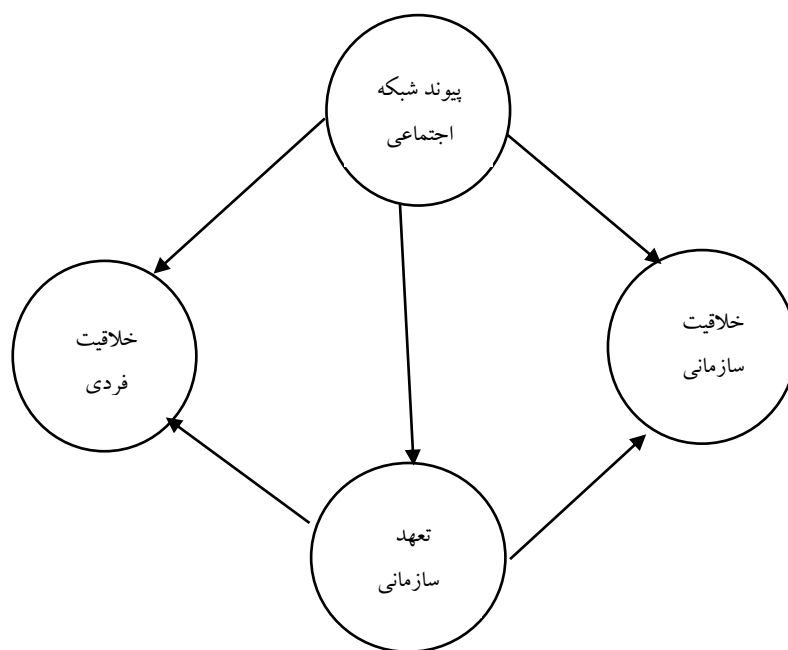 پیوند شبکه
اجتماعی
خلاقیت
سازمانی
خلاقیت
فردی
تعهد
سازمانی